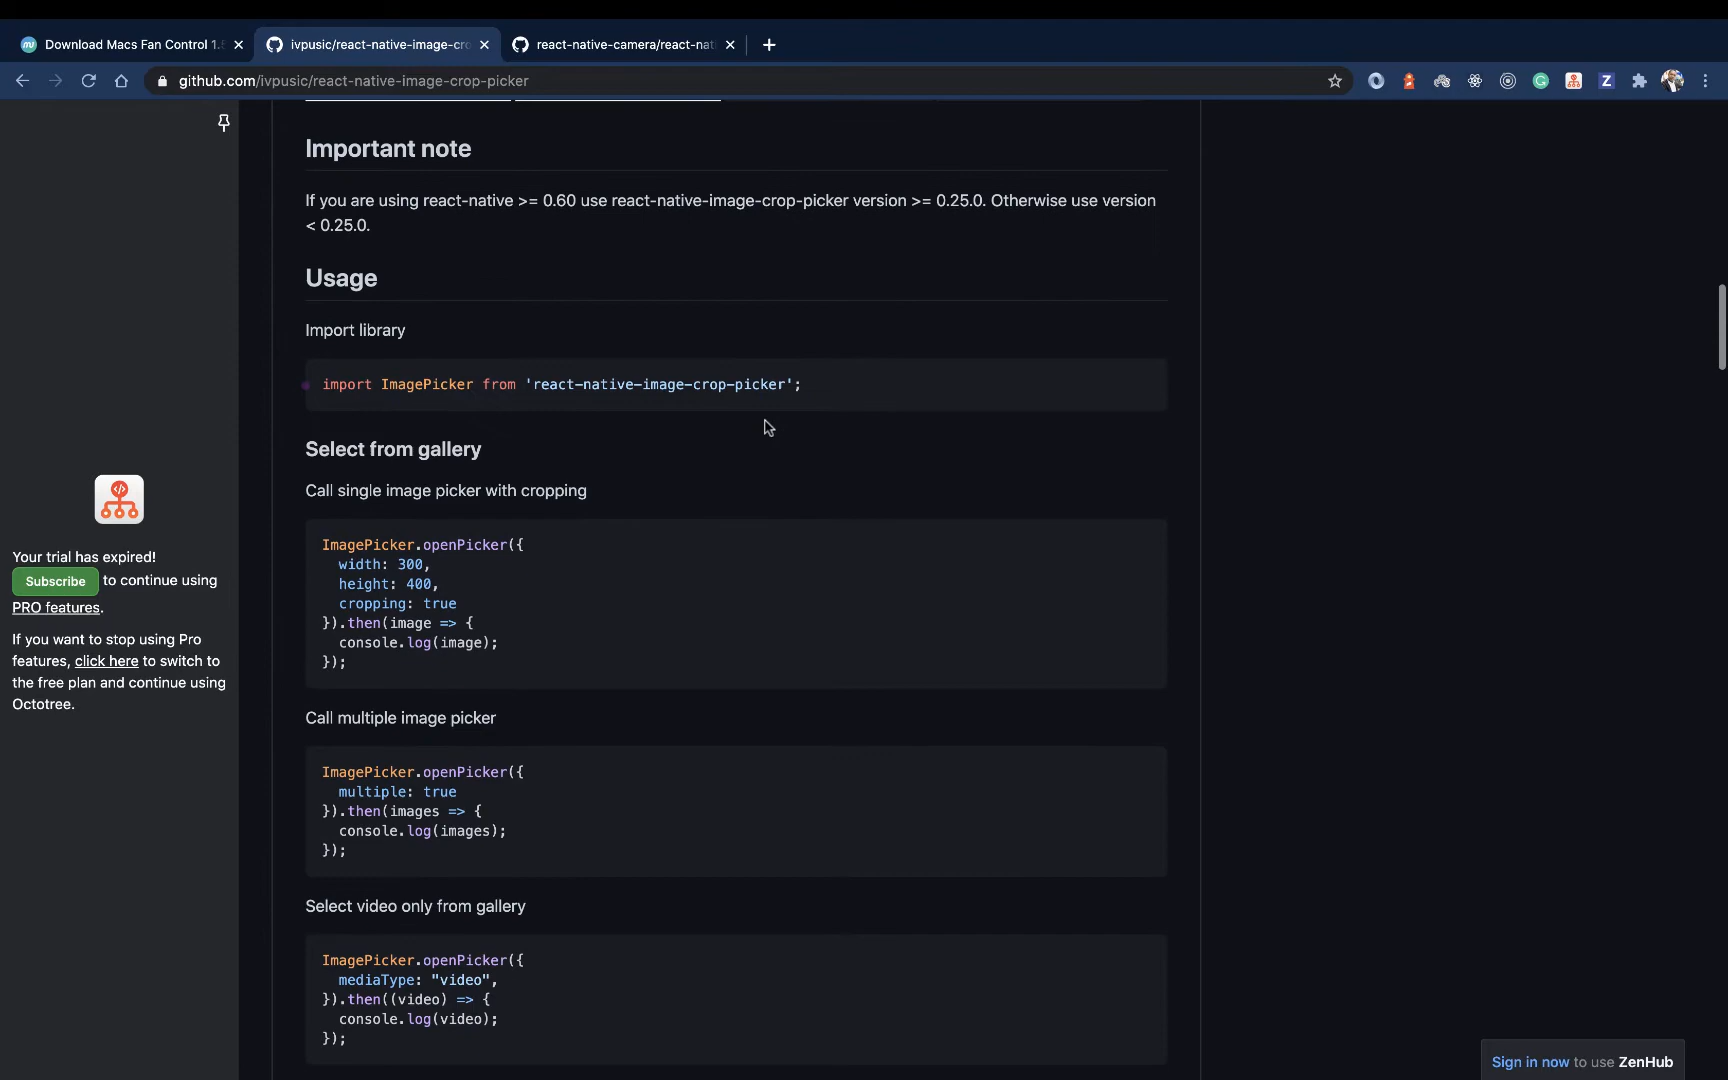 Download Macs Fan Control 1.5
ivpusic/react-native-image-cro
react-native-camera/react-nat
github.com/ivpusic/react-native-image-crop-picker
Important note
If you are using react-native >= 0.60 use react-native-image-crop-picker version >= 0.25.0. Otherwise use version
< 0.25.0.
Usage
Import library
import ImagePicker from 'react-native-image-crop-picker';
Select from gallery
Call single image picker with cropping
ImagePicker.openPicker({
  width: 300,
  height: 400,
  cropping: true
}).then(image => {
  console.log(image);
});
Call multiple image picker
ImagePicker.openPicker({
  multiple: true
}).then(images => {
  console.log(images);
});
Select video only from gallery
ImagePicker.openPicker({
  mediaType: "video",
}).then((video) => {
  console.log(video);
});
Your trial has expired!
Subscribe to continue using
PRO features.
If you want to stop using Pro
features, click here to switch to
the free plan and continue using
Octotree.
Sign in now to use ZenHub